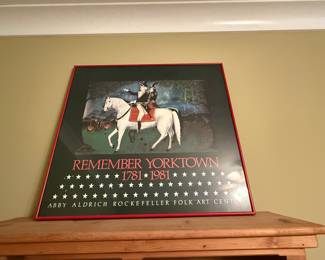 REMEMBER YORKTOWN
1781 • 1981
ABBY ALDRICH ROCKEFELLER FOLK ART CENTER